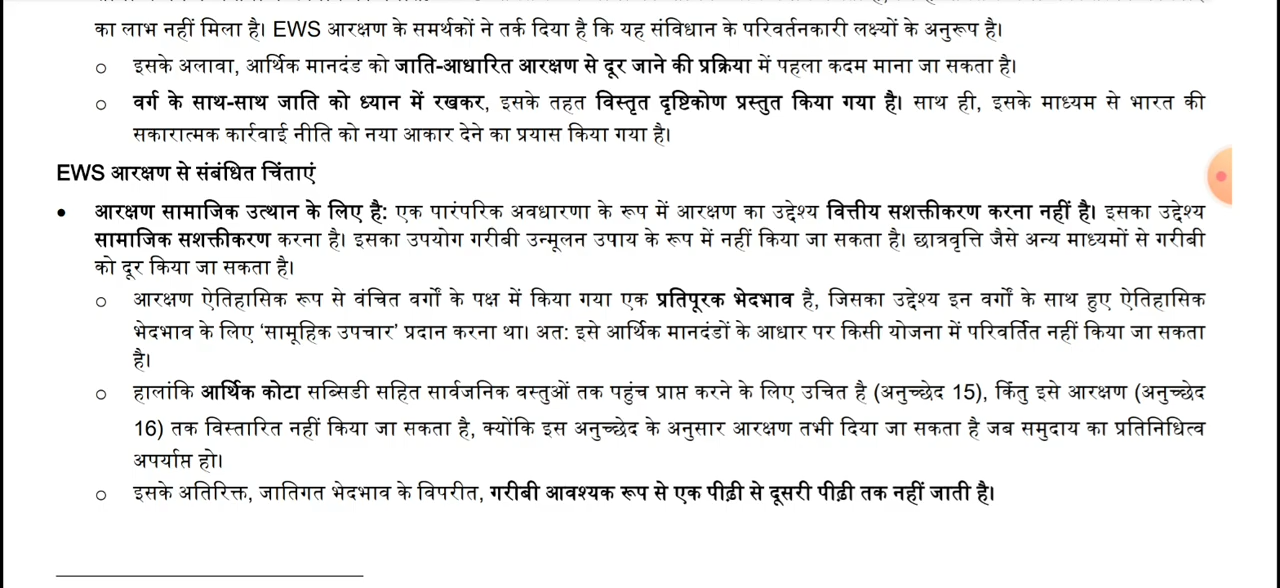 का लाभ नहीं मिला है। EWS आरक्षण के समर्थकों ने तर्क दिया है कि यह संविधान के परिवर्तनकारी लक्ष्यों के अनुरूप है।
o इसके अलावा, आर्थिक मानदंड को जाति-आधारित आरक्षण से दूर जाने की प्रक्रिया में पहला कदम माना जा सकता है।
o वर्ग के साथ-साथ जाति को ध्यान में रखकर, इसके तहत विस्तृत दृष्टिकोण प्रस्तुत किया गया है। साथ ही, इसके माध्यम से भारत की
सकारात्मक कार्रवाई नीति को नया आकार देने का प्रयास किया गया है।
EWS आरक्षण से संबंधित चिंताएं
• आरक्षण सामाजिक उत्थान के लिए है: एक पारंपरिक अवधारणा के रूप में आरक्षण का उद्देश्य वित्तीय सशक्तीकरण करना नहीं है। इसका उद्देश्य
सामाजिक सशक्तीकरण करना है। इसका उपयोग गरीबी उन्मूलन उपाय के रूप में नहीं किया जा सकता है। छात्रवृत्ति जैसे अन्य माध्यमों से गरीबी
को दूर किया जा सकता है।
o आरक्षण ऐतिहासिक रूप से वंचित वर्गों के पक्ष में किया गया एक प्रतिपूरक भेदभाव है, जिसका उद्देश्य इन वर्गों के साथ हुए ऐतिहासिक
भेदभाव के लिए ‘सामूहिक उपचार’ प्रदान करना था। अत: इसे आर्थिक मानदंडों के आधार पर किसी योजना में परिवर्तित नहीं किया जा सकता
है।
o हालांकि आर्थिक कोटा सब्सिडी सहित सार्वजनिक वस्तुओं तक पहुंच प्राप्त करने के लिए उचित है (अनुच्छेद 15), किंतु इसे आरक्षण (अनुच्छेद
16) तक विस्तारित नहीं किया जा सकता है, क्योंकि इस अनुच्छेद के अनुसार आरक्षण तभी दिया जा सकता है जब समुदाय का प्रतिनिधित्व
अपर्याप्त हो।
o इसके अतिरिक्त, जातिगत भेदभाव के विपरीत, गरीबी आवश्यक रूप से एक पीढ़ी से दूसरी पीढ़ी तक नहीं जाती है।